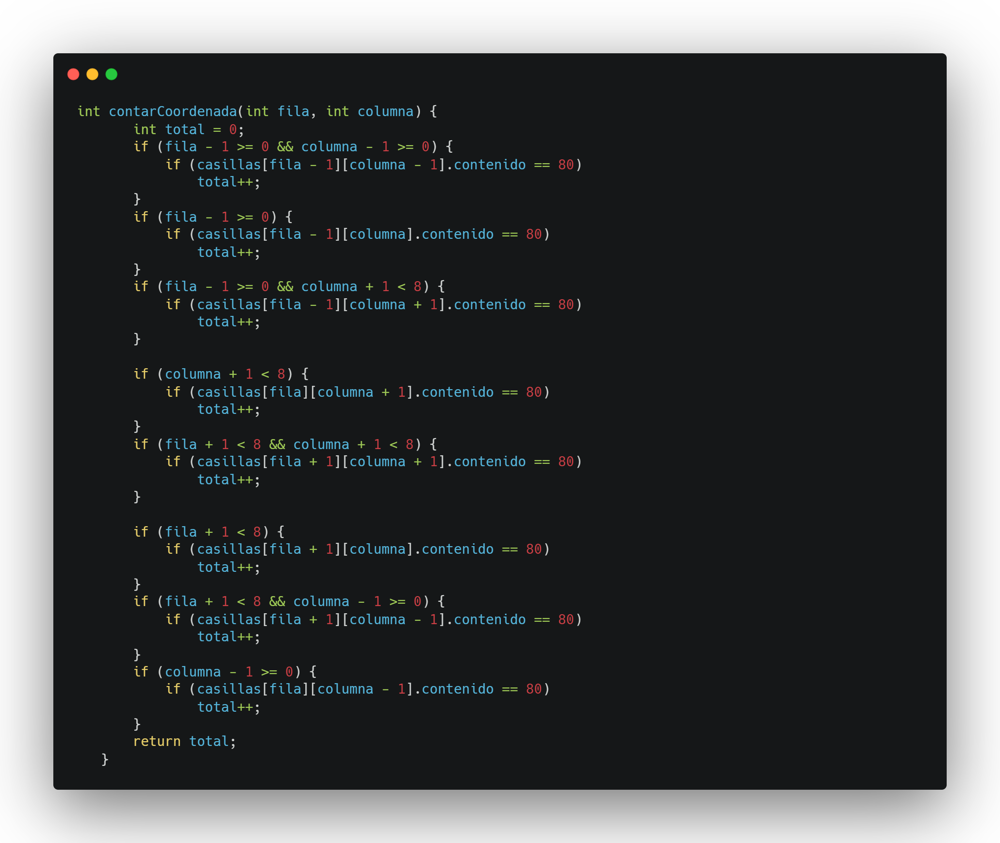 int contarCoordenada(int fila, int columna) {
       int total = 0;
       if (fila - 1 >= 0 && columna - 1 >= 0) {
           if (casillas[fila - 1][columna - 1].contenido == 80)
               total++;
       }
       if (fila - 1 >= 0) {
           if (casillas[fila - 1][columna].contenido == 80)
               total++;
       }
       if (fila - 1 >= 0 && columna + 1 < 8) {
           if (casillas[fila - 1][columna + 1].contenido == 80)
               total++;
       }

       if (columna + 1 < 8) {
           if (casillas[fila][columna + 1].contenido == 80)
               total++;
       }
       if (fila + 1 < 8 && columna + 1 < 8) {
           if (casillas[fila + 1][columna + 1].contenido == 80)
               total++;
       }

       if (fila + 1 < 8) {
           if (casillas[fila + 1][columna].contenido == 80)
               total++;
       }
       if (fila + 1 < 8 && columna - 1 >= 0) {
           if (casillas[fila + 1][columna - 1].contenido == 80)
               total++;
       }
       if (columna - 1 >= 0) {
           if (casillas[fila][columna - 1].contenido == 80)
               total++;
       }
       return total;
   }